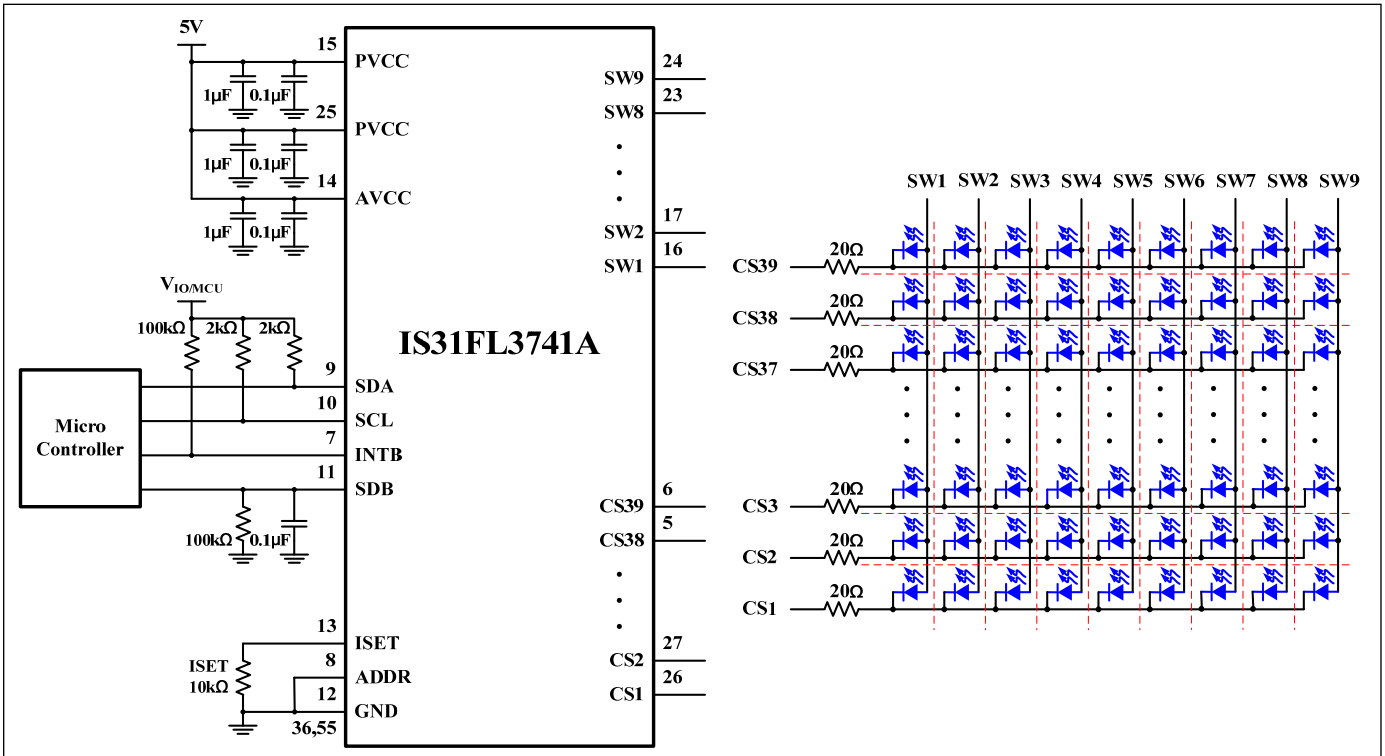 5V
15
PVCC
1µF 0.1µF
25
PVCC
1µF 0.1µF
14
AVCC
1µF 0.1µF
VIO/MCU
100kΩ 2kΩ 2kΩ
9
SDA
10
SCL
7
INTB
11
SDB
Micro
Controller
100kΩ 0.1µF
13
ISET
ISET
10kΩ
8
ADDR
12
GND
36,55
IS31FL3741A
24
SW9
23
SW8
17
SW2
16
SW1
6
CS39
5
CS38
27
CS2
26
CS1
SW1 SW2 SW3 SW4 SW5 SW6 SW7 SW8 SW9
20Ω
CS39
20Ω
CS38
20Ω
CS37
20Ω
CS3
20Ω
CS2
20Ω
CS1